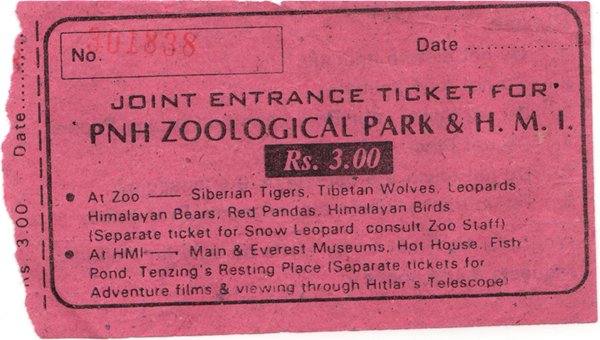 No. 301838
Date ....................
JOINT ENTRANCE TICKET FOR
PNH ZOOLOGICAL PARK & H. M. I.
Rs. 3.00
• At Zoo —— Siberian Tigers, Tibetan Wolves, Leopards
Himalayan Bears, Red Pandas, Himalayan Birds.
(Separate ticket for Snow Leopard, consult Zoo Staff)
• At HMI —— Main & Everest Museums, Hot House, Fish
Pond, Tenzing's Resting Place (Separate tickets for
Adventure films & viewing through Hitlar's Telescope)
Date.......
3.00